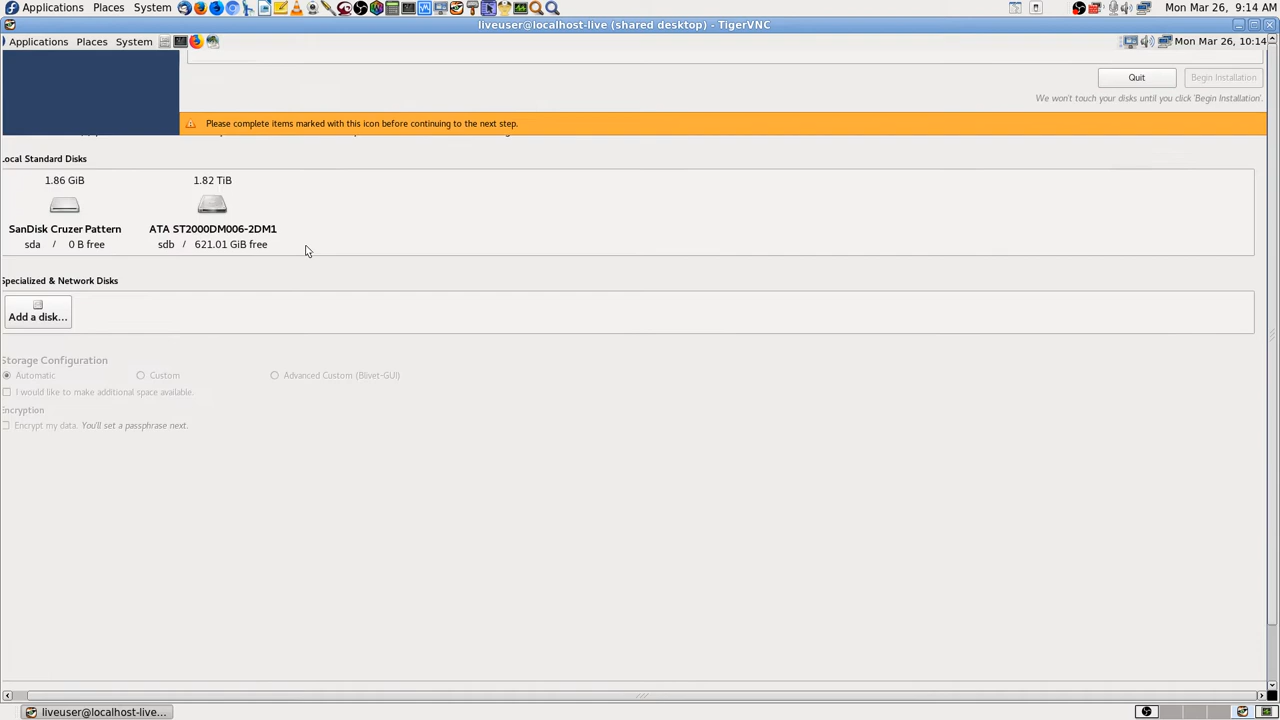 Applications Places System Mon Mar 26, 9:14 AM
liveuser@localhost-live (shared desktop) - TigerVNC
Applications Places System Mon Mar 26, 10:14
Quit Begin Installation
We won't touch your disks until you click 'Begin Installation'.
Please complete items marked with this icon before continuing to the next step.
Local Standard Disks
1.86 GiB 1.82 TiB
SanDisk Cruzer Pattern ATA ST2000DM006-2DM1
sda / 0 B free sdb / 621.01 GiB free
Specialized & Network Disks
Add a disk...
Storage Configuration
Automatic Custom Advanced Custom (Blivet-GUI)
I would like to make additional space available.
Encryption
Encrypt my data. You'll set a passphrase next.
liveuser@localhost-live...